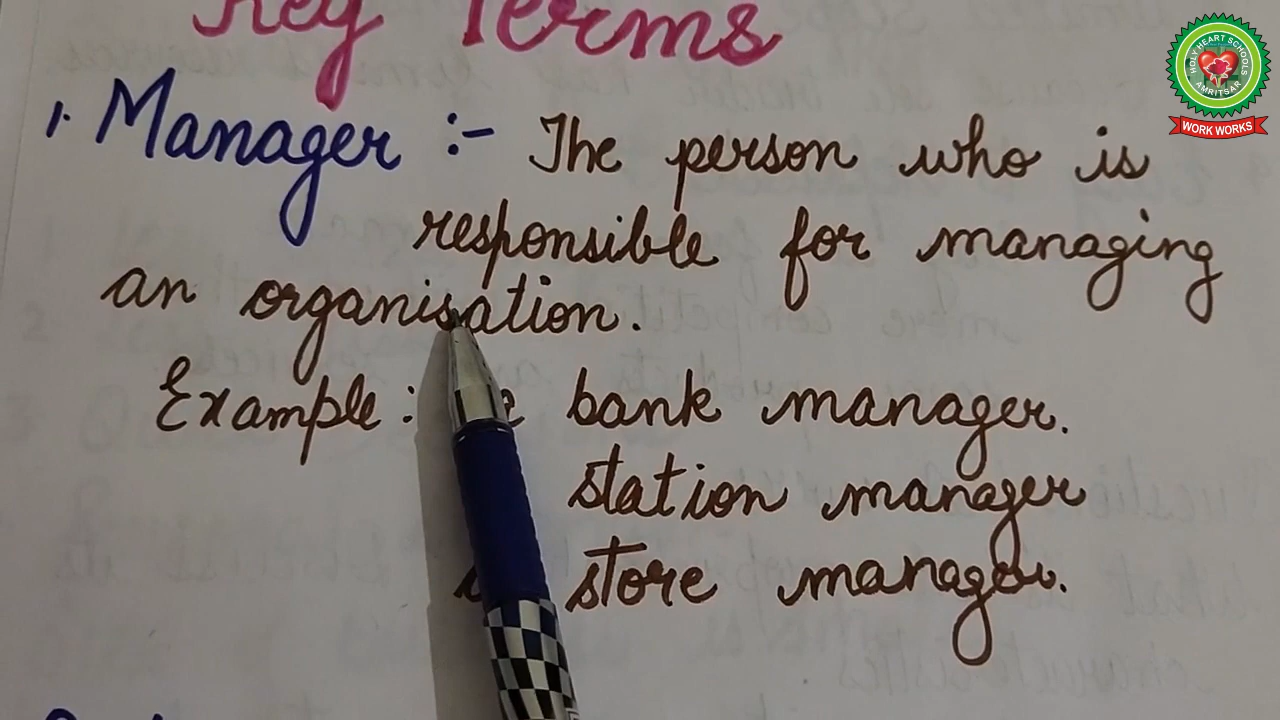 Key Terms
1. Manager :- The person who is
responsible for managing
an organisation.
Example : bank manager.
station manager
store manager.
HOLY HEART SCHOOLS
AMRITSAR
WORK WORKS